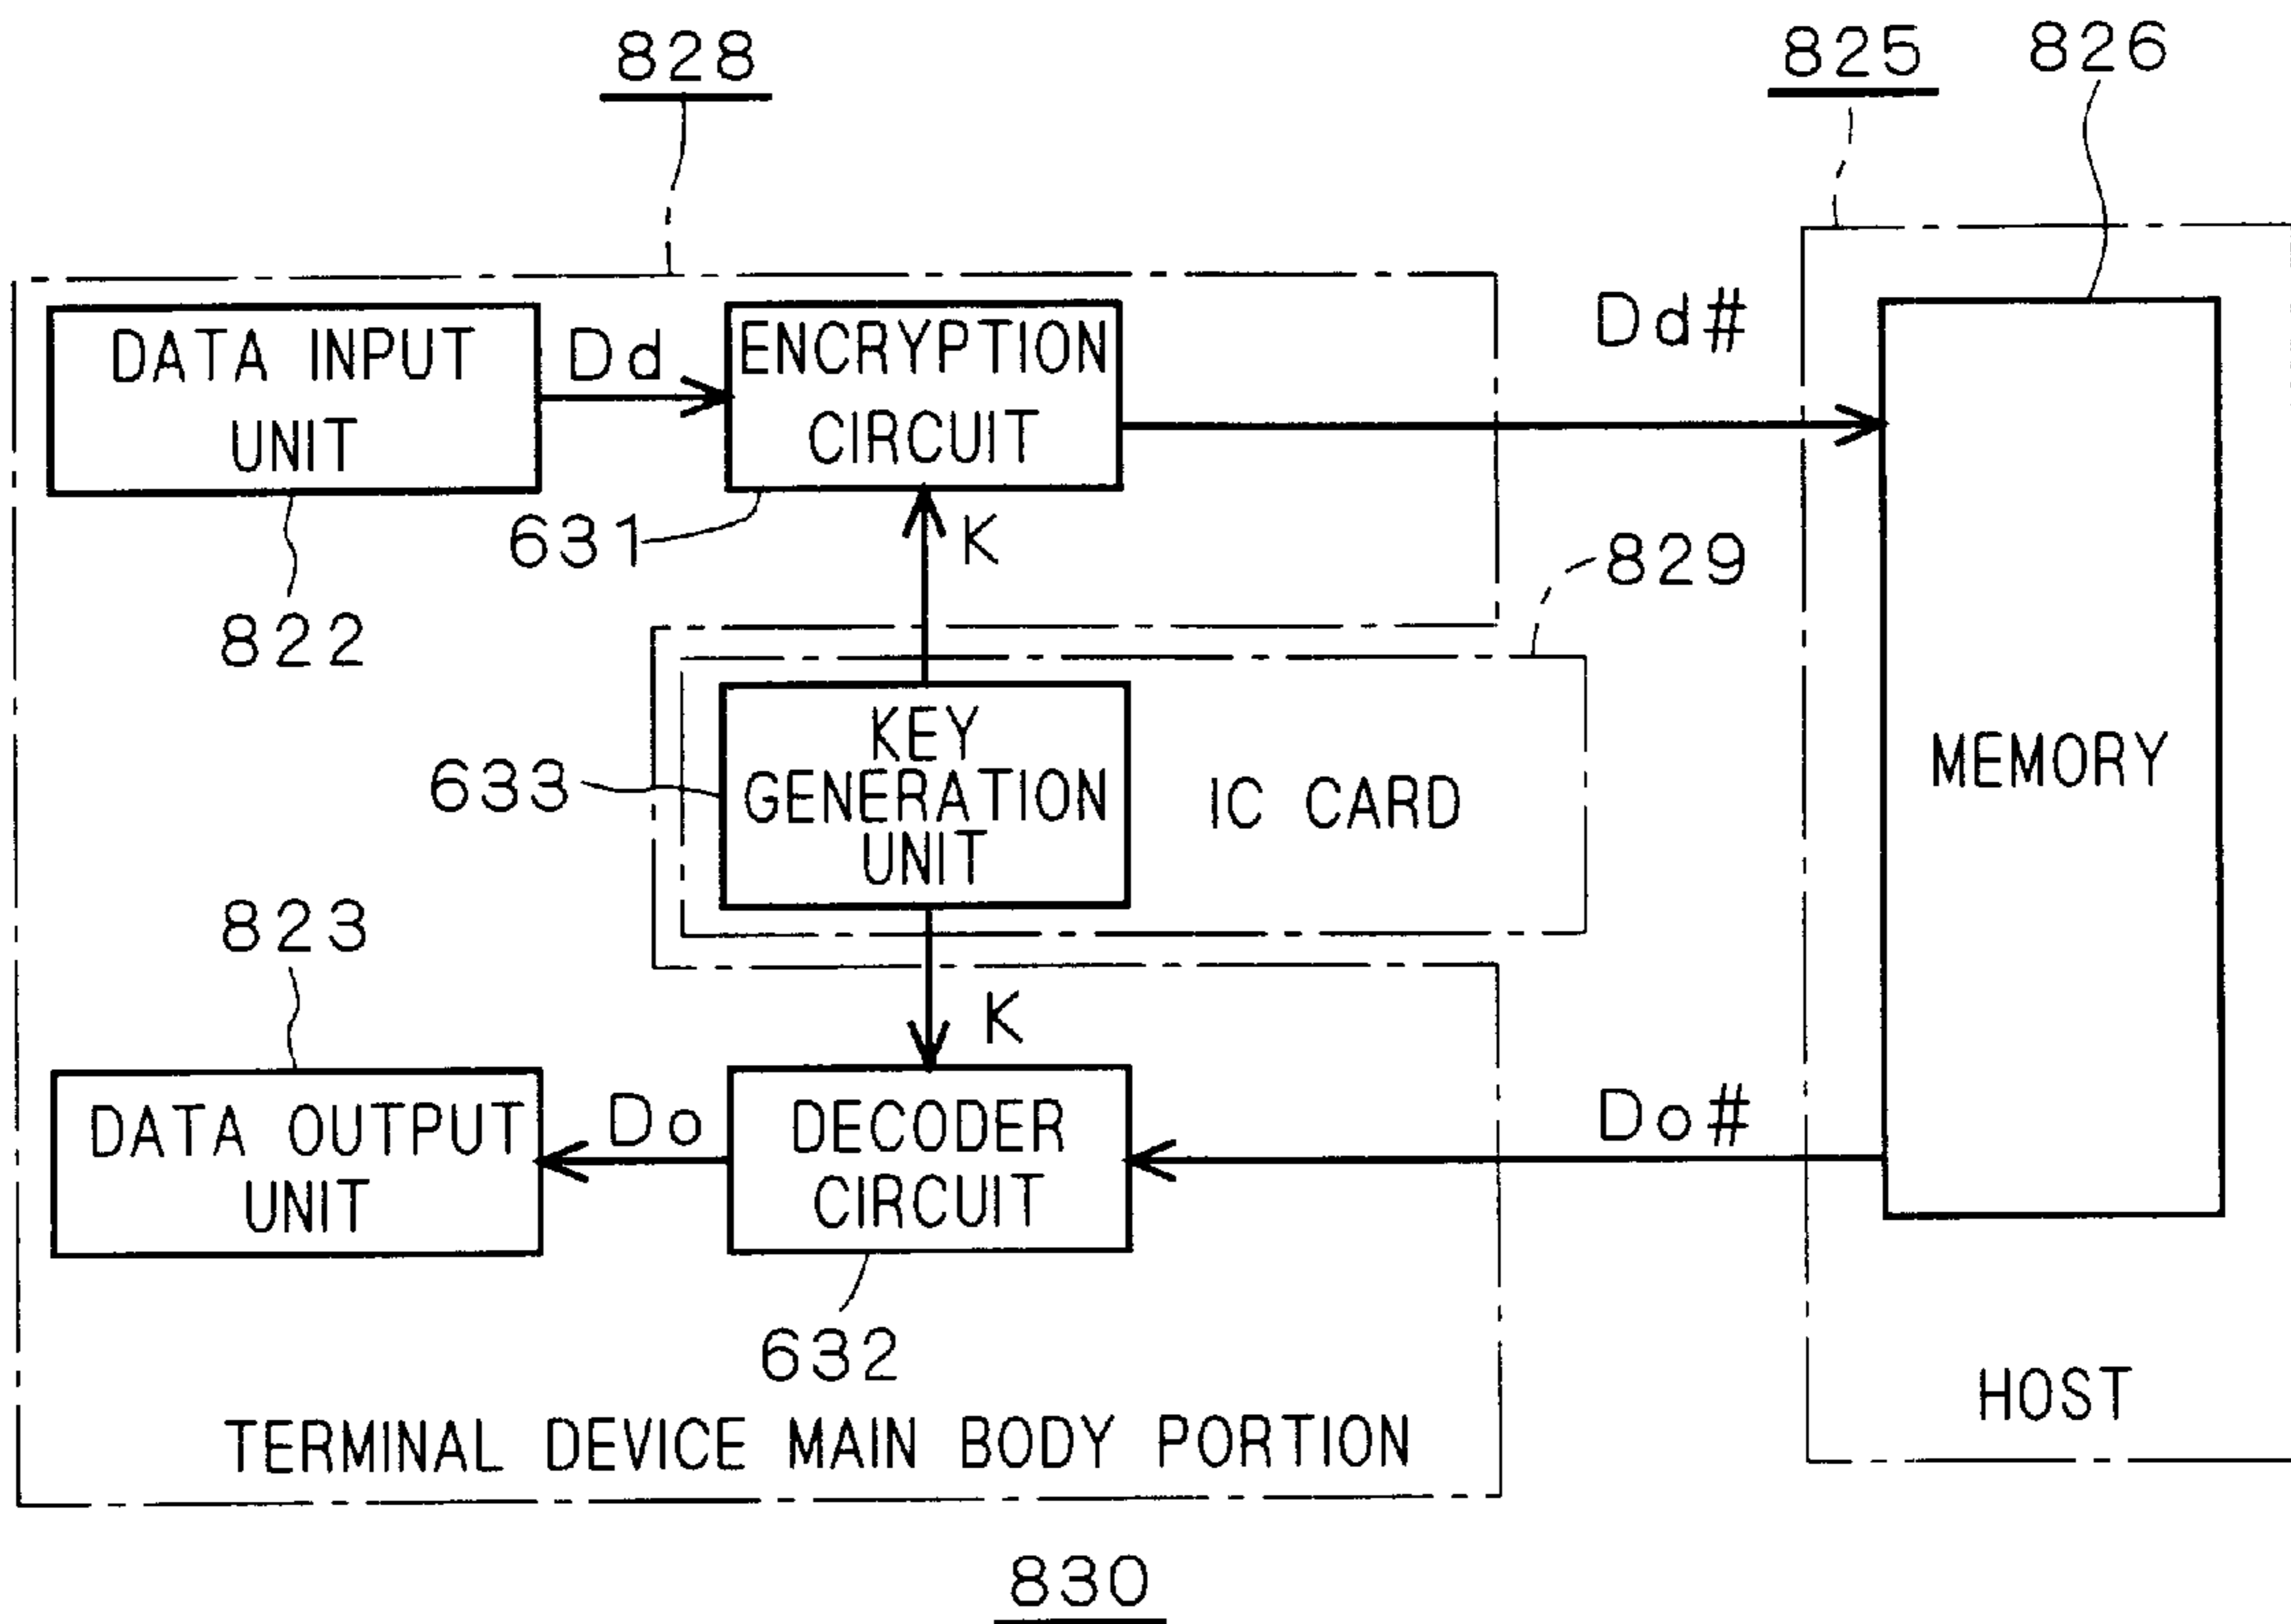 828
825
826
DATA INPUT
UNIT
Dd
ENCRYPTION
CIRCUIT
Dd#
631
K
822
829
KEY
GENERATION
UNIT
IC CARD
633
MEMORY
823
K
DATA OUTPUT
UNIT
Do
DECODER
CIRCUIT
Do#
632
HOST
TERMINAL DEVICE MAIN BODY PORTION
830